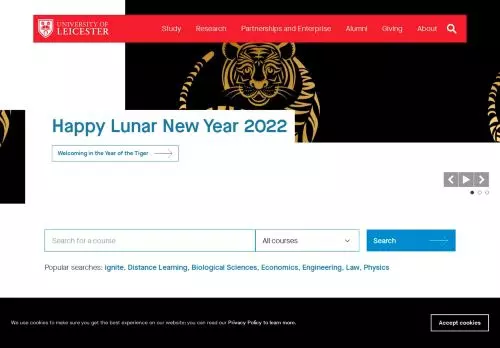 UNIVERSITY OF
LEICESTER
Study Research Partnerships and Enterprise Alumni Giving About
Happy Lunar New Year 2022
Welcoming in the Year of the Tiger
Search for a course All courses Search
Popular searches: Ignite, Distance Learning, Biological Sciences, Economics, Engineering, Law, Physics
We use cookies to make sure you get the best experience on our website; you can read our Privacy Policy to learn more. Accept cookies